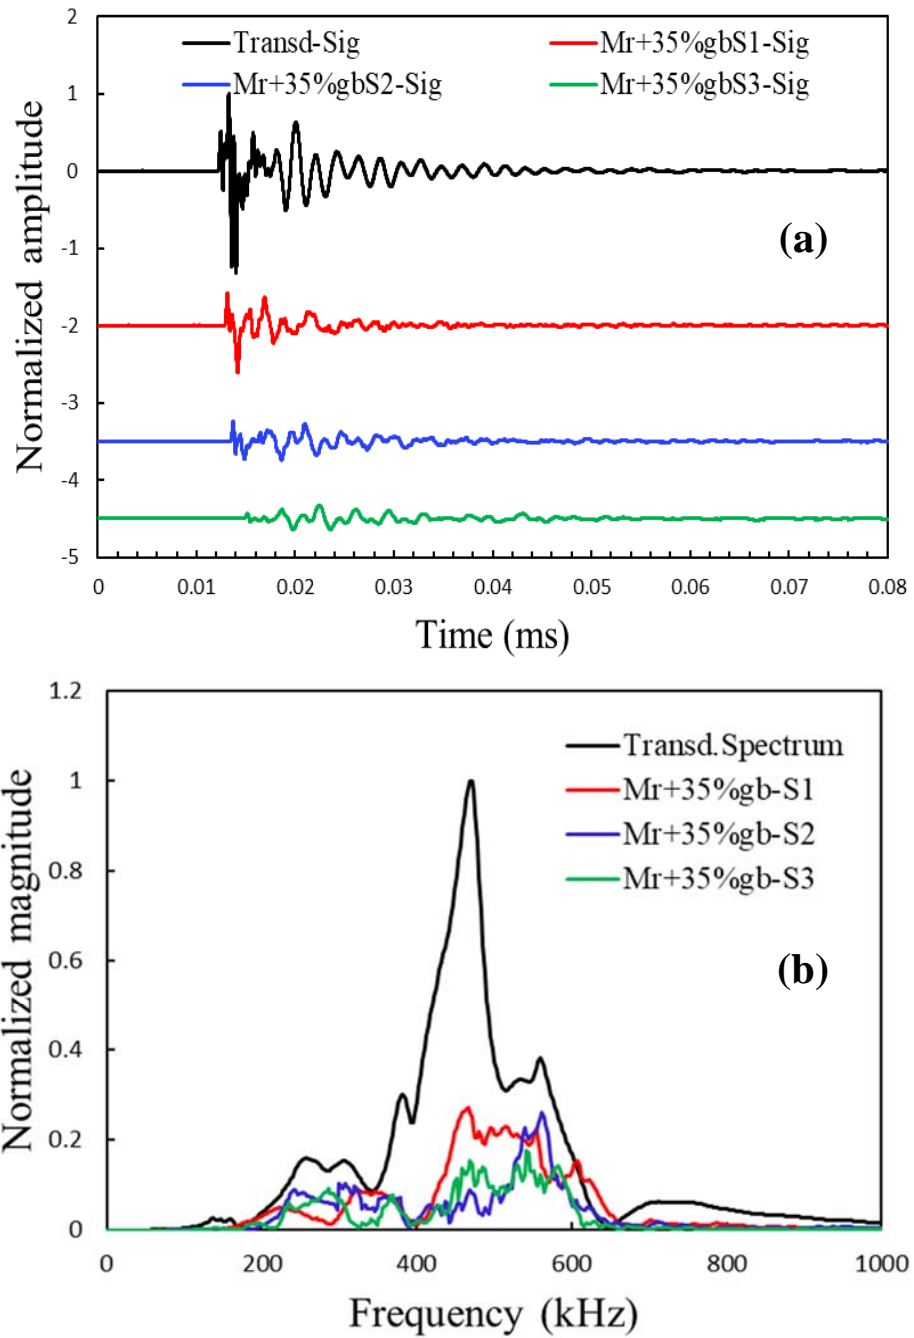 2
Transd-Sig Mr+35%gbS1-Sig
Mr+35%gbS2-Sig Mr+35%gbS3-Sig
1
0
-1
-2
-3
-4
-5
Normalized amplitude
(a)
0 0.01 0.02 0.03 0.04 0.05 0.06 0.07 0.08
Time (ms)
1.2
1
0.8
0.6
0.4
0.2
0
Normalized magnitude
Transd.Spectrum
Mr+35%gb-S1
Mr+35%gb-S2
Mr+35%gb-S3
(b)
0 200 400 600 800 1000
Frequency (kHz)